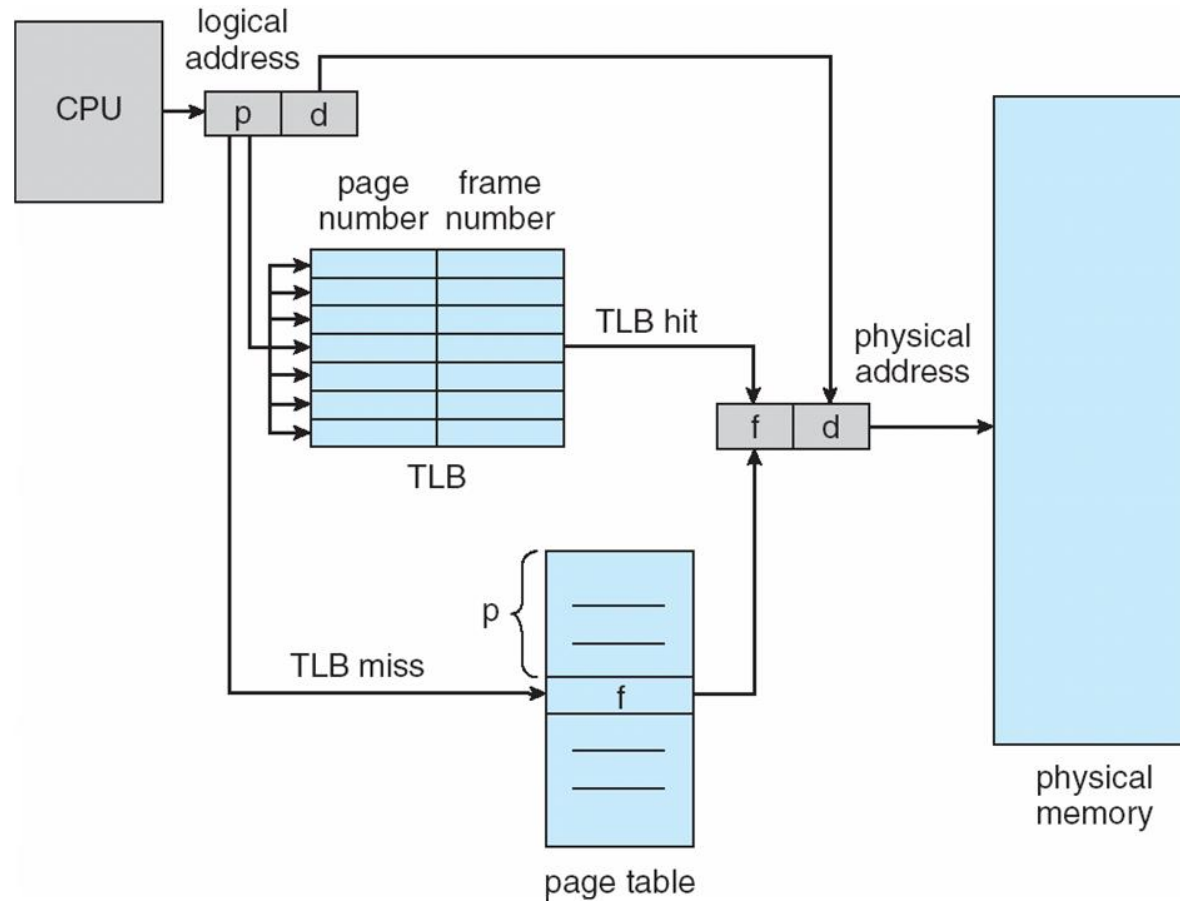 logical
address
CPU
p
d
page
number
frame
number
TLB hit
physical
address
f
d
TLB
p
TLB miss
f
physical
memory
page table